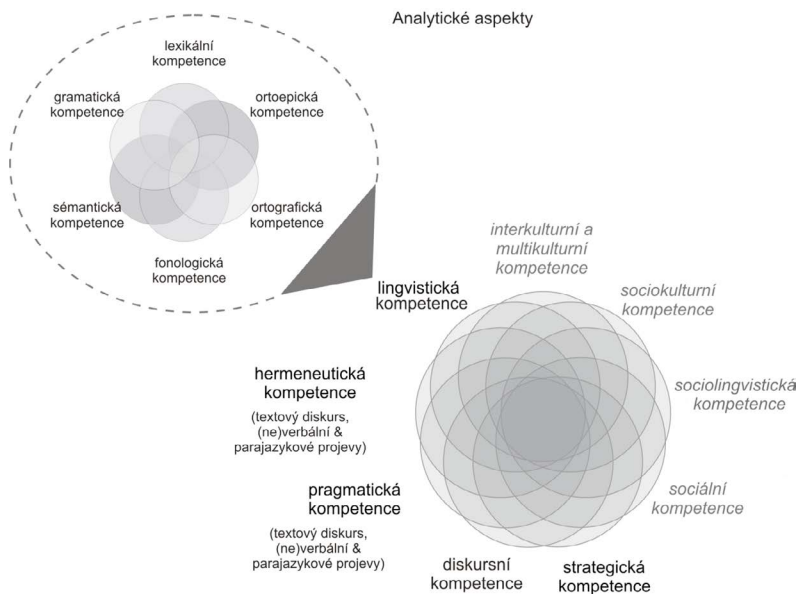 Analytické aspekty
lexikální
kompetence
gramatická
kompetence
ortoepická
kompetence
sémantická
kompetence
ortografická
kompetence
fonologická
kompetence
lingvistická
kompetence
interkulturní a
multikulturní
kompetence
sociokulturní
kompetence
hermeneutická
kompetence
(textový diskurs,
(ne)verbální &
parajazykové projevy)
sociolingvistická
kompetence
pragmatická
kompetence
(textový diskurs,
(ne)verbální &
parajazykové projevy)
sociální
kompetence
diskursní
kompetence
strategická
kompetence